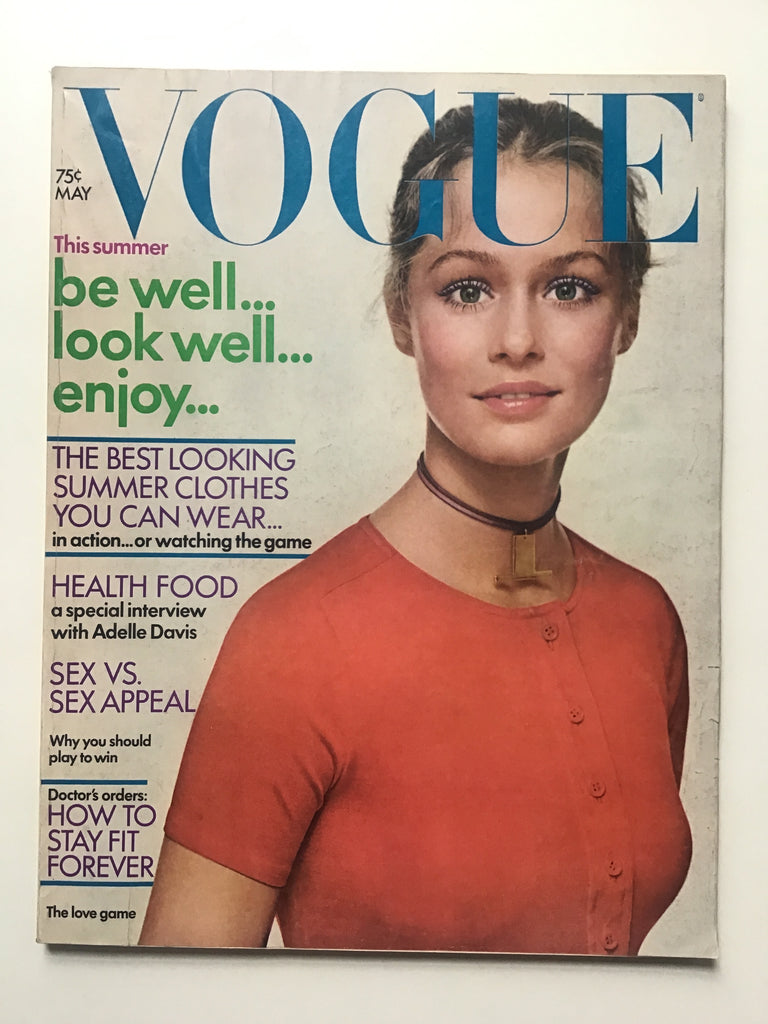 VOGUE
75¢
MAY
This summer
be well...
look well...
enjoy...
THE BEST LOOKING
SUMMER CLOTHES
YOU CAN WEAR...
in action...or watching the game
HEALTH FOOD
a special interview
with Adelle Davis
SEX VS.
SEX APPEAL
Why you should
play to win
Doctor's orders:
HOW TO
STAY FIT
FOREVER
The love game
L